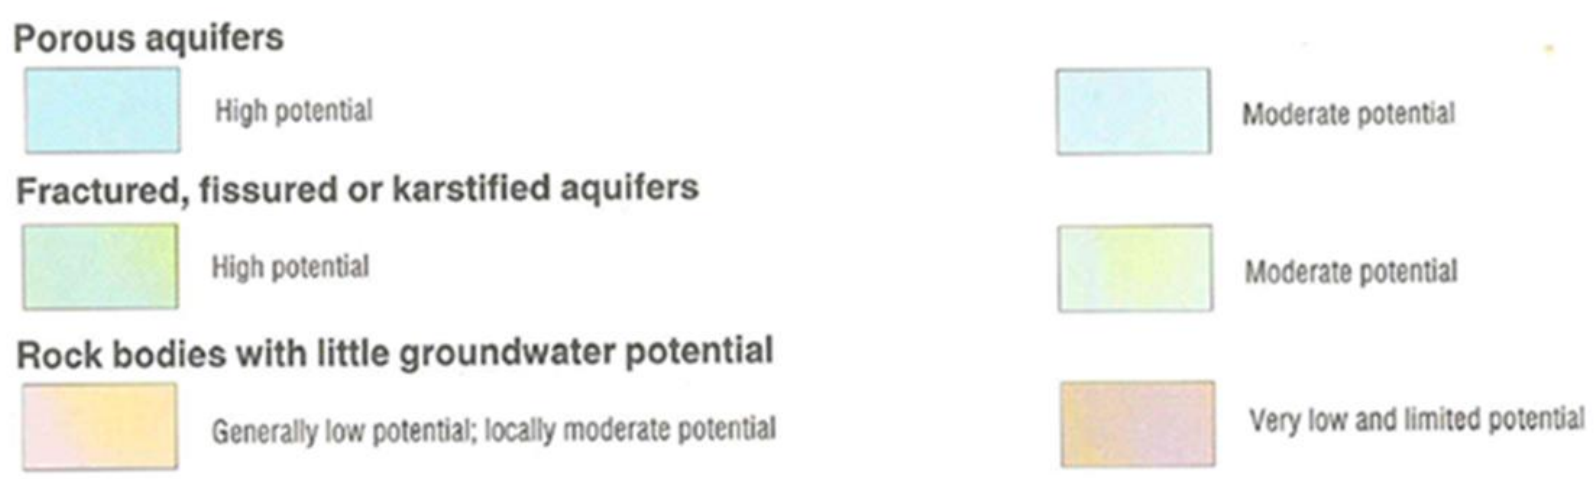 Porous aquifers
High potential
Moderate potential
Fractured, fissured or karstified aquifers
High potential
Moderate potential
Rock bodies with little groundwater potential
Generally low potential; locally moderate potential
Very low and limited potential